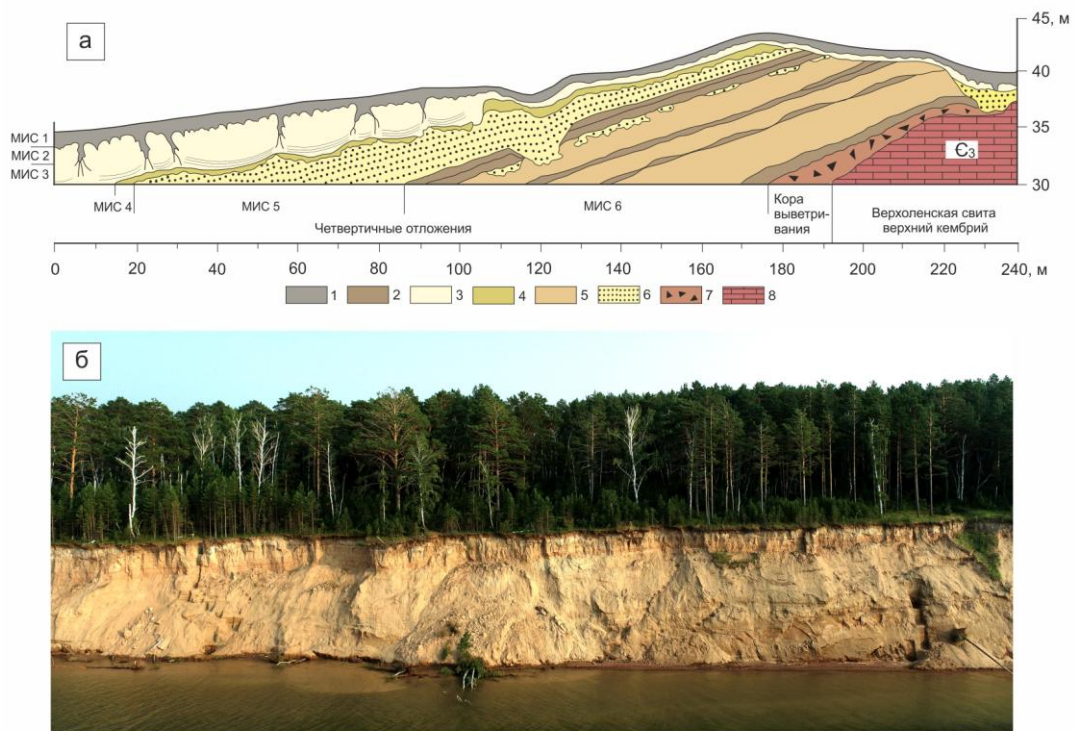 а
45, м
40
35
30
МИС 1
МИС 2
МИС 3
Є₃
МИС 4 МИС 5 МИС 6 Кора выветри- вания Верхоленская свита верхний кембрий
Четвертичные отложения
0 20 40 60 80 100 120 140 160 180 200 220 240, м
1 2 3 4 5 6 7 8
б